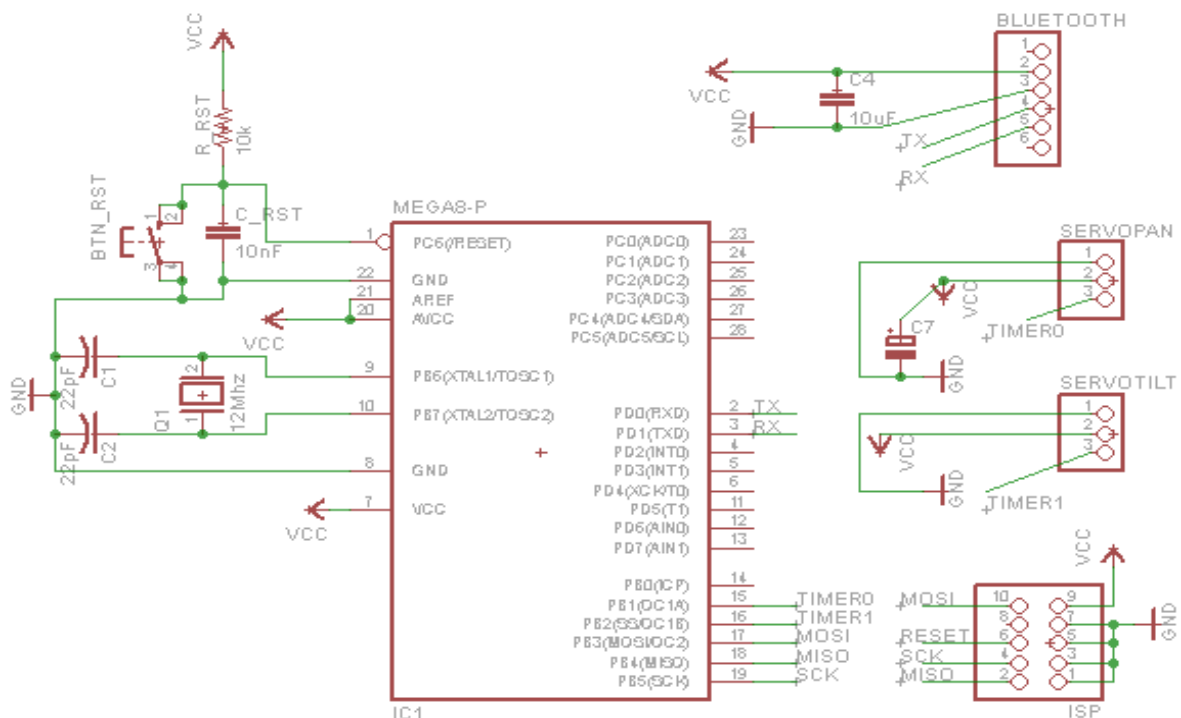 VCC
R_RST
10k
BTN_RST
1
2
3
4
C_RST
10nF
VCC
GND
22pF
C1
22pF
C2
Q1
2
1
12Mhz
VCC
MEGA8-P
1 PC6(/RESET)
22 GND
21 AREF
20 AVCC
9 PB6(XTAL1/TOSC1)
10 PB7(XTAL2/TOSC2)
8 GND
7 VCC
PC0(ADC0) 23
PC1(ADC1) 24
PC2(ADC2) 25
PC3(ADC3) 26
PC4(ADC4/SDA) 27
PC5(ADC5/SCL) 28
PD0(RXD) 2 TX
PD1(TXD) 3 RX
PD2(INT0) 4
PD3(INT1) 5
PD4(XCK/T0) 6
PD5(T1) 11
PD6(AIN0) 12
PD7(AIN1) 13
PB0(ICP) 14
PB1(OC1A) 15 TIMER0
PB2(SS/OC1B) 16 TIMER1
PB3(MOSI/OC2) 17 MOSI
PB4(MISO) 18 MISO
PB5(SCK) 19 SCK
IC1
BLUETOOTH
1
2
3
4
5
6
VCC
C4
10uF
GND
TX
RX
SERVOPAN
1
2
3
VCC
TIMER0
C7
GND
SERVOTILT
1
2
3
VCC
GND
TIMER1
VCC
MOSI 10 9
8 7
RESET 6 5
SCK 4 3
MISO 2 1
GND
ISP